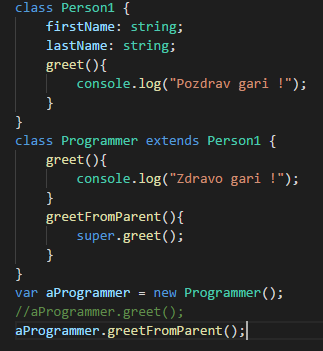 class Person1 {
    firstName: string;
    lastName: string;
    greet(){
        console.log("Pozdrav gari !");
    }
}
class Programmer extends Person1 {
    greet(){
        console.log("Zdravo gari !");
    }
    greetFromParent(){
        super.greet();
    }
}
var aProgrammer = new Programmer();
//aProgrammer.greet();
aProgrammer.greetFromParent();